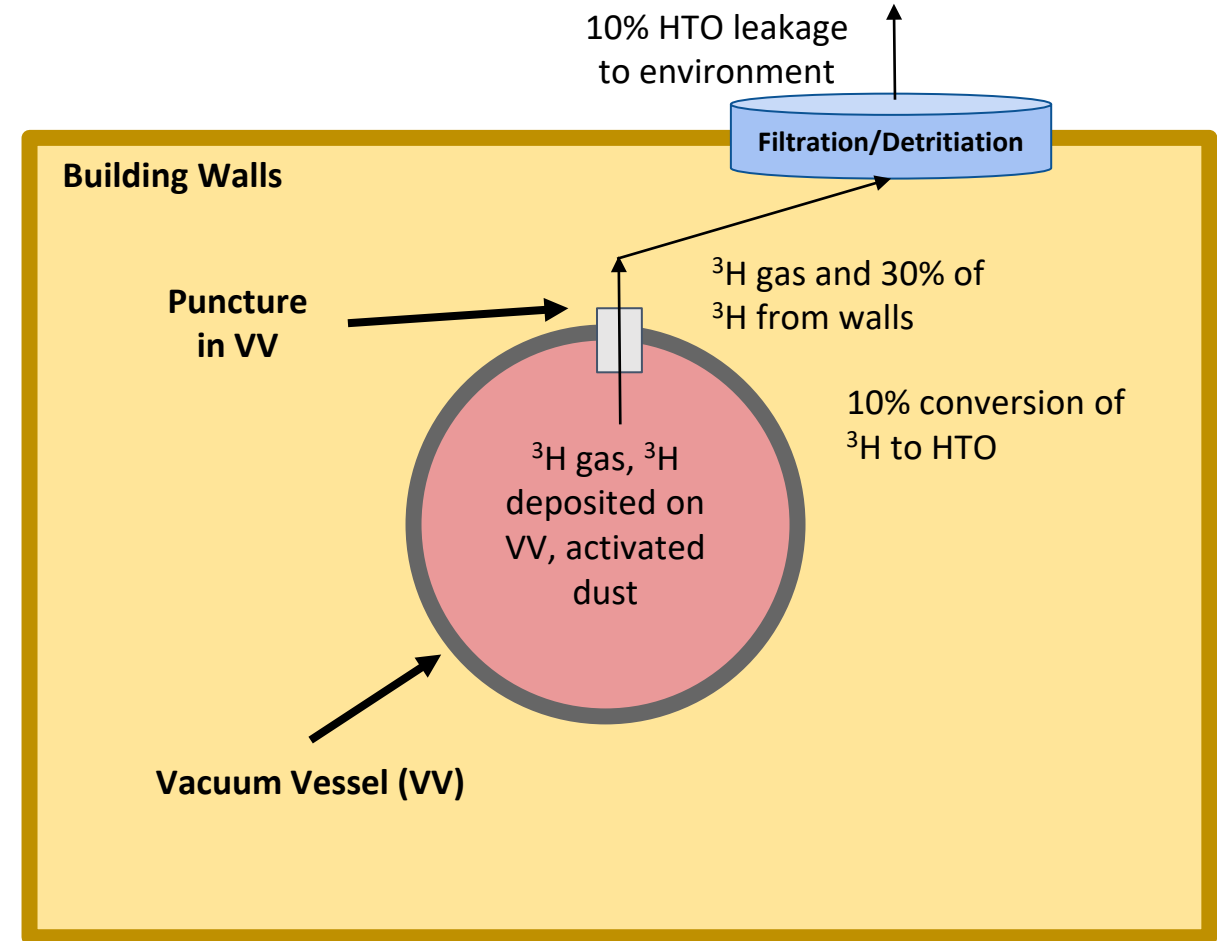 10% HTO leakage
to environment
Filtration/Detritiation
Building Walls
³H gas and 30% of
³H from walls
Puncture
in VV
10% conversion of
³H to HTO
³H gas, ³H
deposited on
VV, activated
dust
Vacuum Vessel (VV)